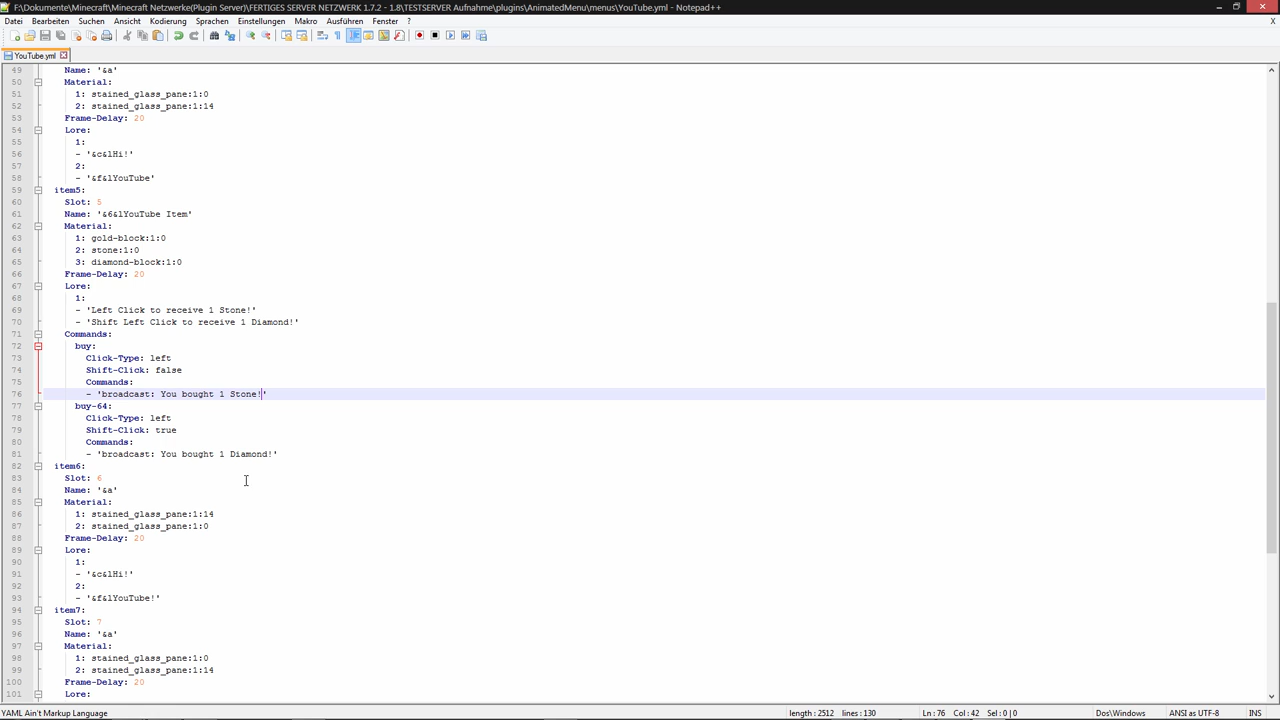 F:\Dokumente\Minecraft\Minecraft Netzwerke(Plugin Server)\FERTIGES SERVER NETZWERK 1.7.2 - 1.8\TESTSERVER Aufnahme\plugins\AnimatedMenu\menus\YouTube.yml - Notepad++
Datei Bearbeiten Suchen Ansicht Kodierung Sprachen Einstellungen Makro Ausführen Fenster ?
YouTube.yml
49 Name: '&a'
50 Material:
51 1: stained_glass_pane:1:0
52 2: stained_glass_pane:1:14
53 Frame-Delay: 20
54 Lore:
55 1:
56 - '&c&lHi!'
57 2:
58 - '&f&lYouTube'
59 item5:
60 Slot: 5
61 Name: '&6&lYouTube Item'
62 Material:
63 1: gold-block:1:0
64 2: stone:1:0
65 3: diamond-block:1:0
66 Frame-Delay: 20
67 Lore:
68 1:
69 - 'Left Click to receive 1 Stone!'
70 - 'Shift Left Click to receive 1 Diamond!'
71 Commands:
72 buy:
73 Click-Type: left
74 Shift-Click: false
75 Commands:
76 - 'broadcast: You bought 1 Stone!'
77 buy-64:
78 Click-Type: left
79 Shift-Click: true
80 Commands:
81 - 'broadcast: You bought 1 Diamond!'
82 item6:
83 Slot: 6
84 Name: '&a'
85 Material:
86 1: stained_glass_pane:1:14
87 2: stained_glass_pane:1:0
88 Frame-Delay: 20
89 Lore:
90 1:
91 - '&c&lHi!'
92 2:
93 - '&f&lYouTube!'
94 item7:
95 Slot: 7
96 Name: '&a'
97 Material:
98 1: stained_glass_pane:1:0
99 2: stained_glass_pane:1:14
100 Frame-Delay: 20
101 Lore:
YAML Ain't Markup Language length : 2512 lines : 130 Ln : 76 Col : 42 Sel : 0 | 0 Dos\Windows ANSI as UTF-8 INS